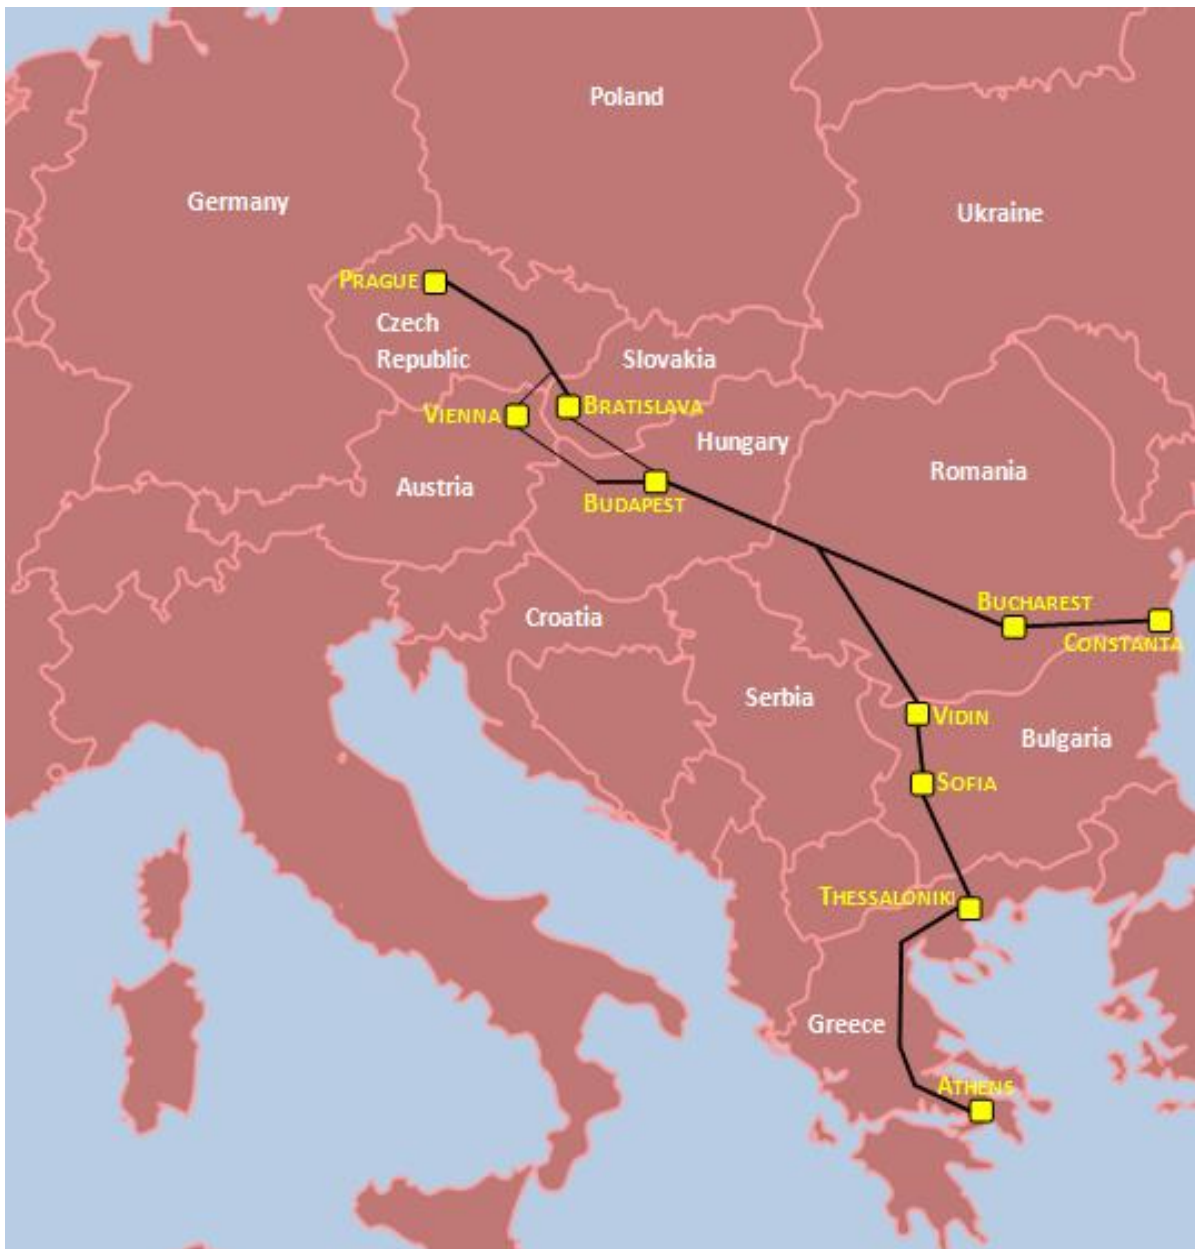 Poland
Germany
Ukraine
PRAGUE
Czech
Republic
Slovakia
VIENNA
BRATISLAVA
Hungary
Romania
Austria
BUDAPEST
BUCHAREST
Croatia
CONSTANTA
Serbia
VIDIN
Bulgaria
SOFIA
THESSALONIKI
Greece
ATHENS